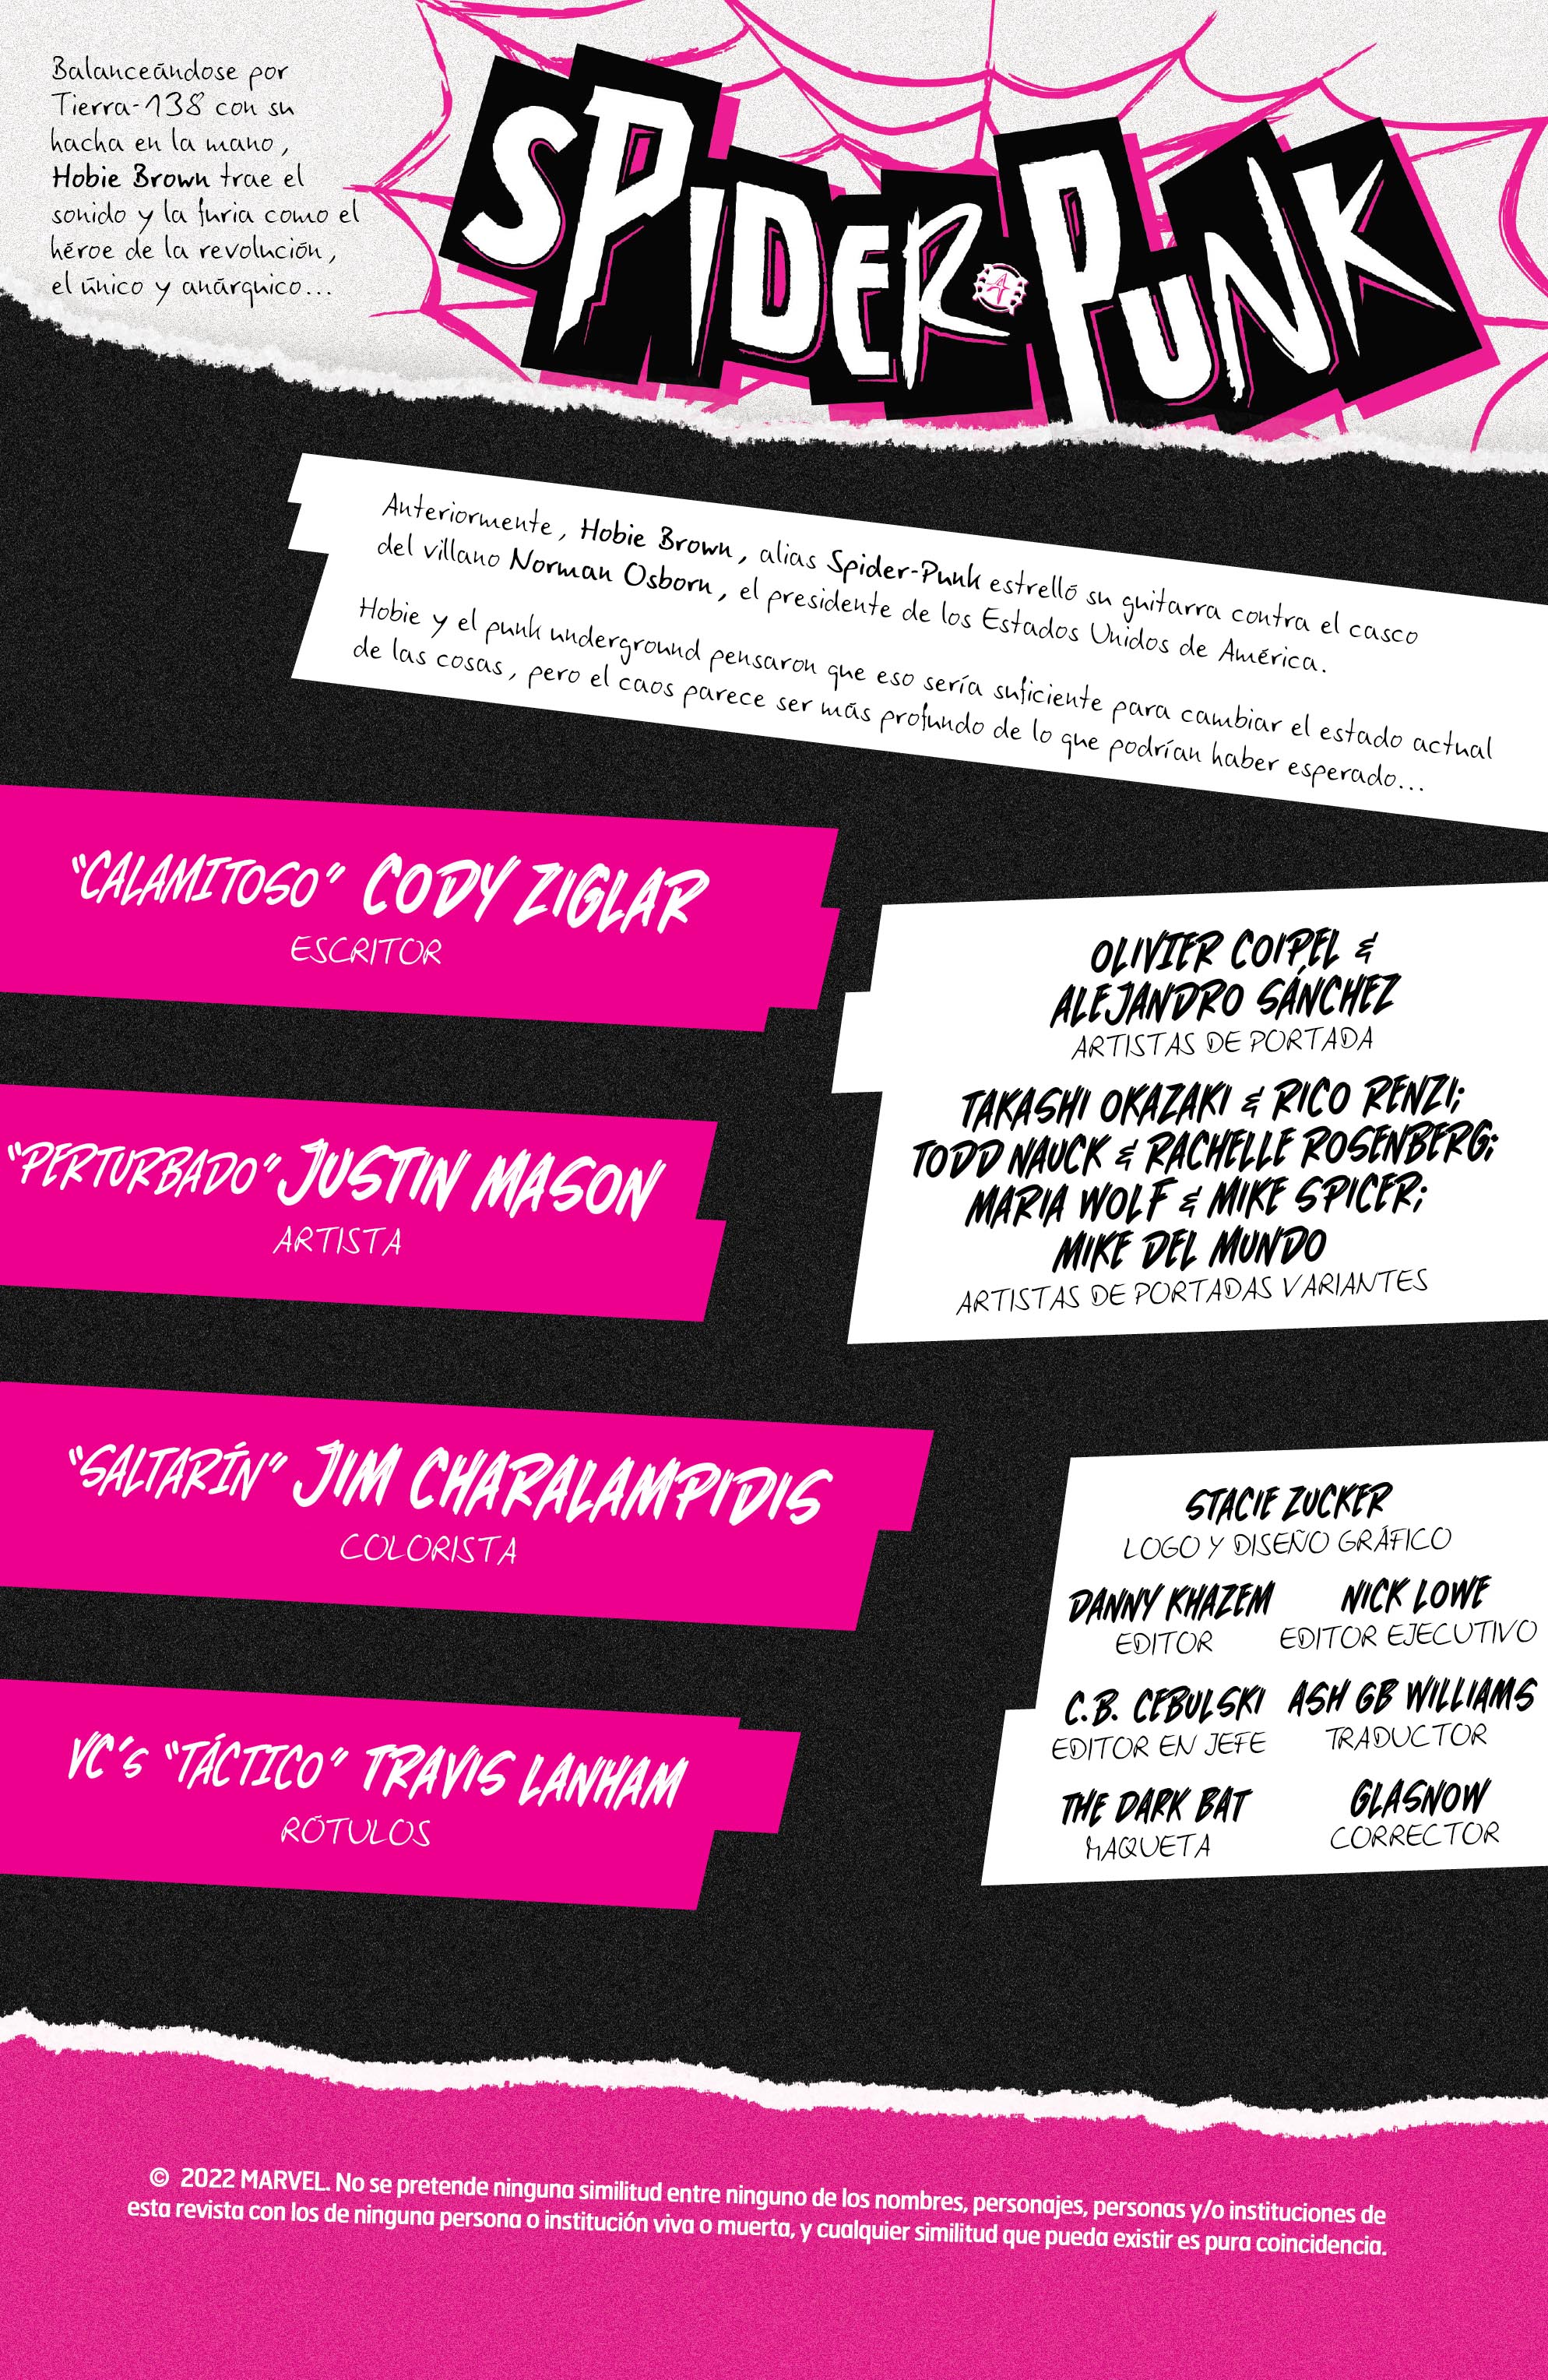 Balanceándose por
Tierra-138 con su
hacha en la mano,
Hobie Brown trae el
sonido y la furia como el
héroe de la revolución,
el único y anárquico...
SPIDER-PUNK
Anteriormente, Hobie Brown, alias Spider-Punk estrelló su guitarra contra el casco
del villano Norman Osborn, el presidente de los Estados Unidos de América.
Hobie y el punk underground pensaron que eso sería suficiente para cambiar el estado actual
de las cosas, pero el caos parece ser más profundo de lo que podrían haber esperado...
"CALAMITOSO" CODY ZIGLAR
ESCRITOR
"PERTURBADO" JUSTIN MASON
ARTISTA
"SALTARÍN" JIM CHARALAMPIDIS
COLORISTA
VC's "TÁCTICO" TRAVIS LANHAM
RÓTULOS
OLIVIER COIPEL &
ALEJANDRO SÁNCHEZ
ARTISTAS DE PORTADA
TAKASHI OKAZAKI & RICO RENZI;
TODD NAUCK & RACHELLE ROSENBERG;
MARIA WOLF & MIKE SPICER;
MIKE DEL MUNDO
ARTISTAS DE PORTADAS VARIANTES
STACIE ZUCKER
LOGO Y DISEÑO GRÁFICO
DANNY KHAZEM
EDITOR
NICK LOWE
EDITOR EJECUTIVO
C.B. CEBULSKI
EDITOR EN JEFE
ASH GB WILLIAMS
TRADUCTOR
THE DARK BAT
MAQUETA
GLASNOW
CORRECTOR
© 2022 MARVEL. No se pretende ninguna similitud entre ninguno de los nombres, personajes, personas y/o instituciones de
esta revista con los de ninguna persona o institución viva o muerta, y cualquier similitud que pueda existir es pura coincidencia.